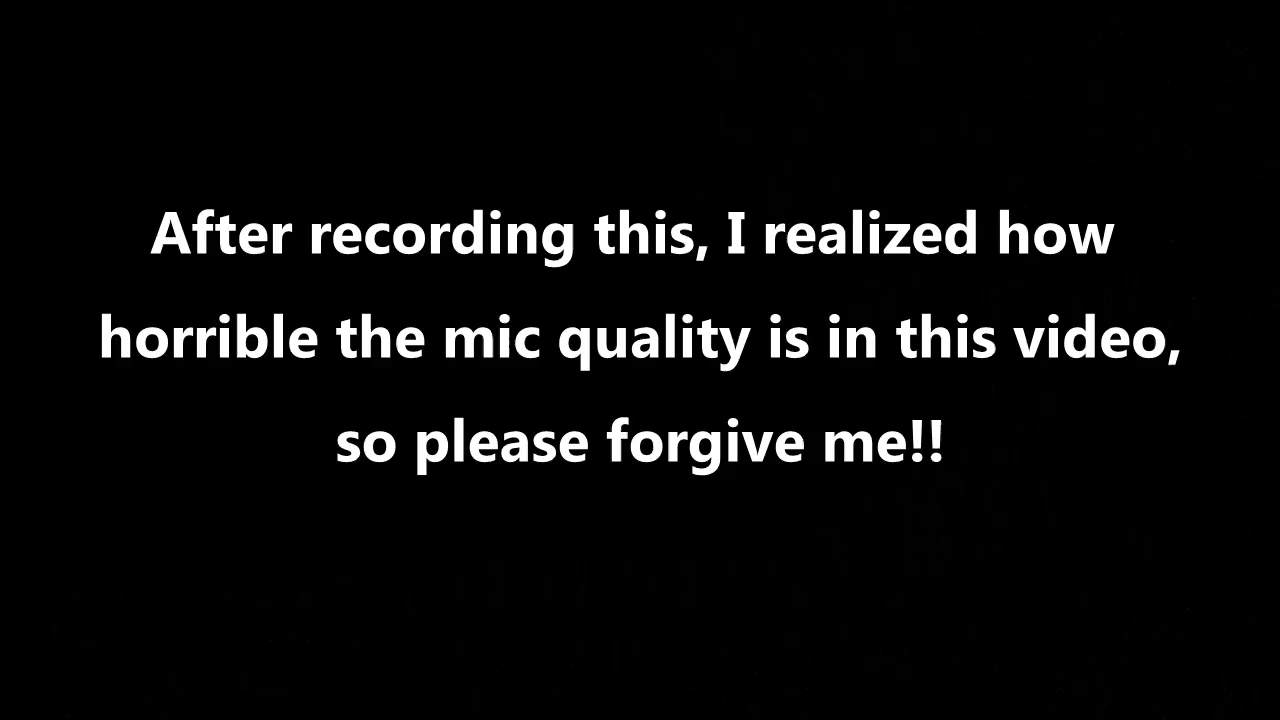 After recording this, I realized how
horrible the mic quality is in this video,
so please forgive me!!